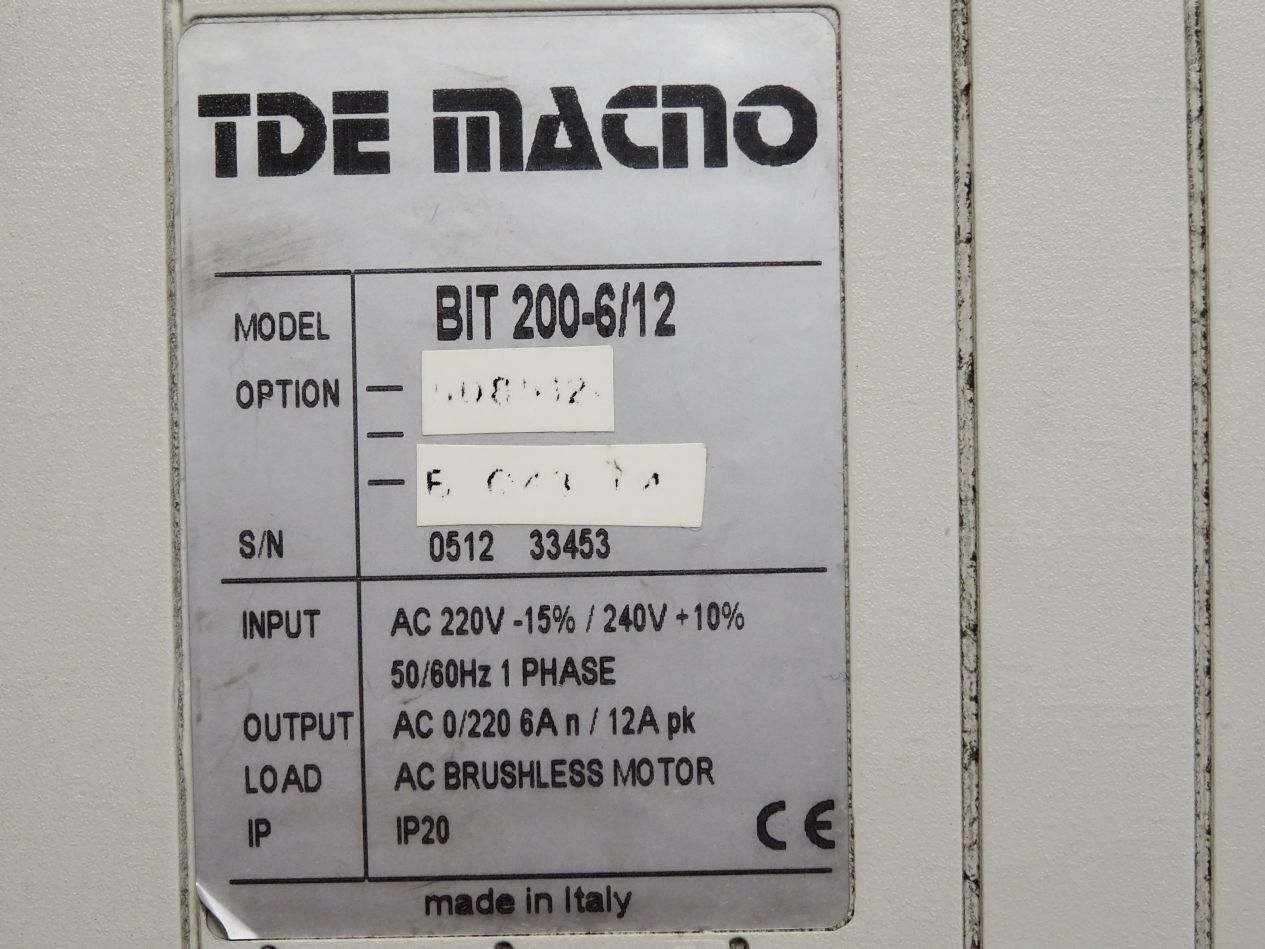 TDE MACNO
MODEL BIT 200-6/12
OPTION –
–
–
S/N 0512 33453
INPUT AC 220V -15% / 240V +10%
50/60Hz 1 PHASE
OUTPUT AC 0/220 6A n / 12A pk
LOAD AC BRUSHLESS MOTOR
IP IP20
CE
made in Italy